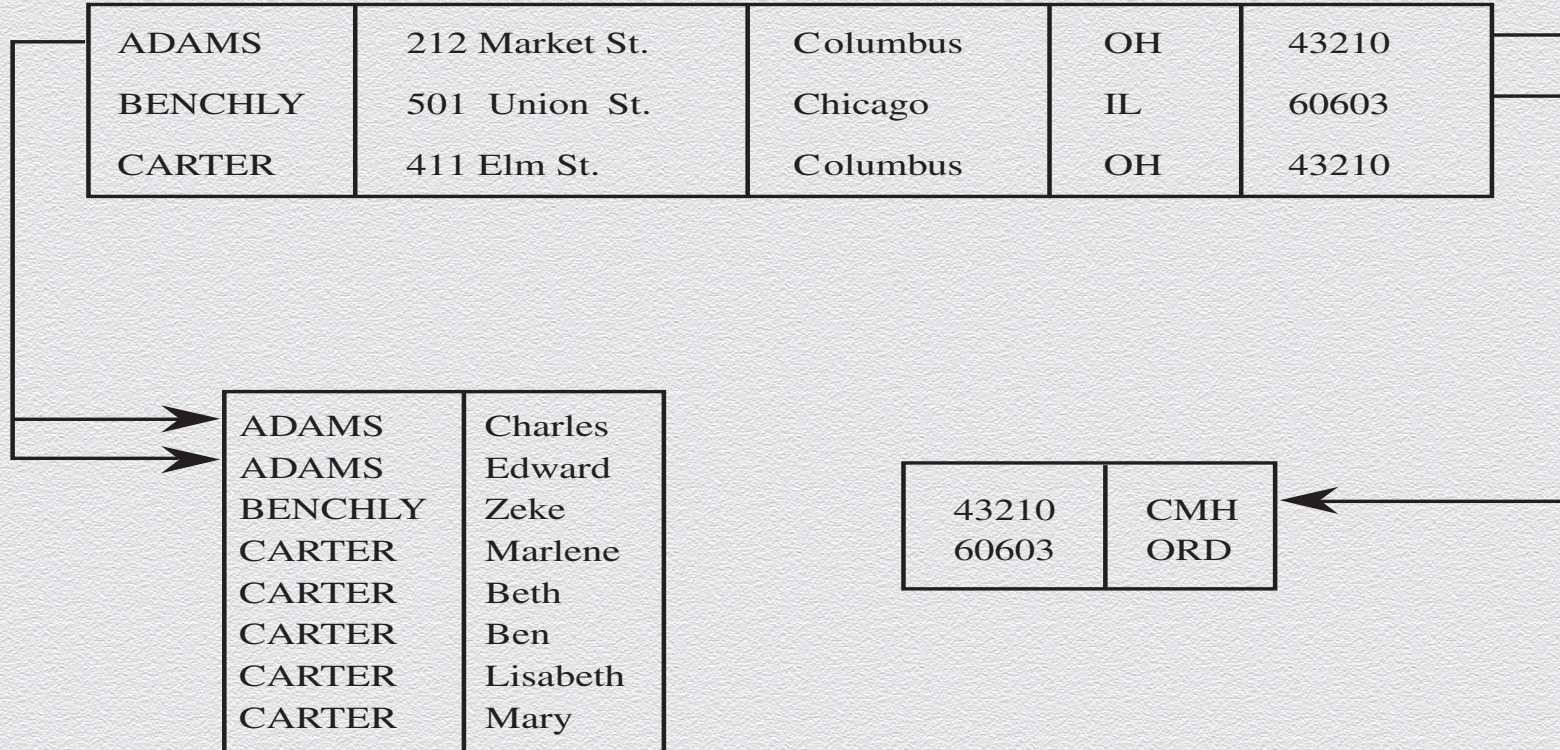 ADAMS 212 Market St. Columbus OH 43210
BENCHLY 501 Union St. Chicago IL 60603
CARTER 411 Elm St. Columbus OH 43210
ADAMS Charles
ADAMS Edward
BENCHLY Zeke
CARTER Marlene
CARTER Beth
CARTER Ben
CARTER Lisabeth
CARTER Mary
43210 CMH
60603 ORD